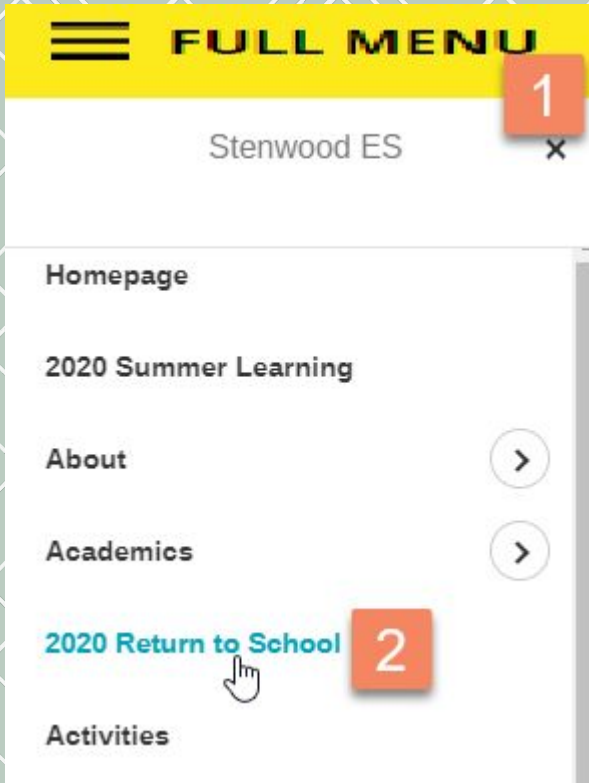 FULL MENU
1
Stenwood ES ×
Homepage
2020 Summer Learning
About
Academics
2020 Return to School 2
Activities